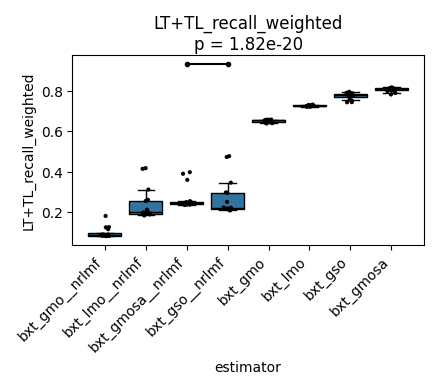 LT+TL_recall_weighted
p = 1.82e-20
LT+TL_recall_weighted
0.8
0.6
0.4
0.2
bxt_gmo__nrlmf
bxt_lmo__nrlmf
bxt_gmosa__nrlmf
bxt_gso__nrlmf
bxt_gmo
bxt_lmo
bxt_gso
bxt_gmosa
estimator